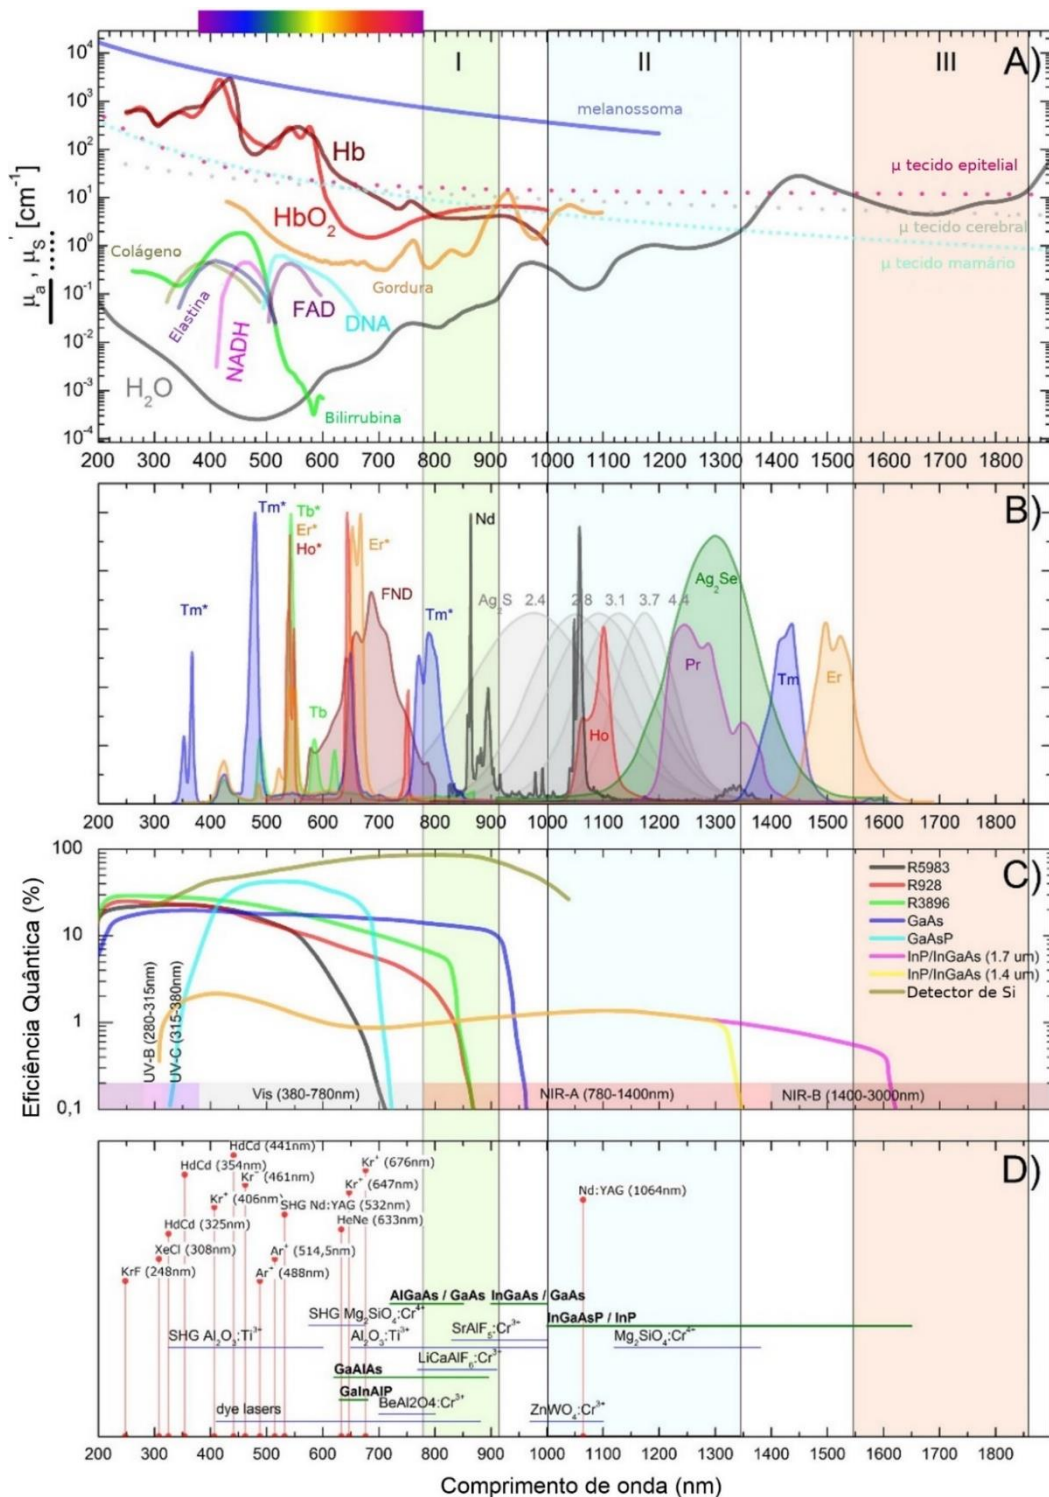 I II III A)
melanossoma
Hb
HbO₂
μ tecido epitelial
μ tecido cerebral
μ tecido mamário
Colágeno
Elastina
NADH
FAD
DNA
Gordura
H₂O
Bilirrubina
μₐ, μₛ' [cm⁻¹]
10⁴
10³
10²
10¹
10⁰
10⁻¹
10⁻²
10⁻³
10⁻⁴
200 300 400 500 600 700 800 900 1000 1100 1200 1300 1400 1500 1600 1700 1800
B)
Tm*
Tm*
Tb*
Er*
Ho*
Tb
Er*
FND
Tm*
Nd
Ag₂S 2.4 2.8 3.1 3.7 4.4
Ho
Pr
Ag₂Se
Tm
Er
200 300 400 500 600 700 800 900 1000 1100 1200 1300 1400 1500 1600 1700 1800
C)
Eficiência Quântica (%)
100
10
1
0,1
R5983
R928
R3896
GaAs
GaAsP
InP/InGaAs (1.7 um)
InP/InGaAs (1.4 um)
Detector de Si
UV-B (280-315nm)
UV-C (315-380nm)
Vis (380-780nm)
NIR-A (780-1400nm)
NIR-B (1400-3000nm)
D)
HdCd (441nm)
HdCd (354nm)
Kr⁺ (676nm)
(461nm)
Kr⁺ (647nm)
Kr⁺ (406nm)
SHG Nd:YAG (532nm)
Nd:YAG (1064nm)
HdCd (325nm)
HeNe (633nm)
XeCl (308nm)
Ar⁺ (514,5nm)
KrF (248nm)
Ar⁺ (488nm)
AlGaAs / GaAs
InGaAs / GaAs
SHG Mg₂SiO₄:Cr⁴⁺
InGaAsP / InP
SHG Al₂O₃:Ti³⁺
Al₂O₃:Ti³⁺
SrAlF₅:Cr³⁺
Mg₂SiO₄:Cr⁴⁺
LiCaAlF₆:Cr³⁺
GaAlAs
GaInAlP
BeAl2O4:Cr³⁺
dye lasers
ZnWO₄:Cr³⁺
200 300 400 500 600 700 800 900 1000 1100 1200 1300 1400 1500 1600 1700 1800
Comprimento de onda (nm)